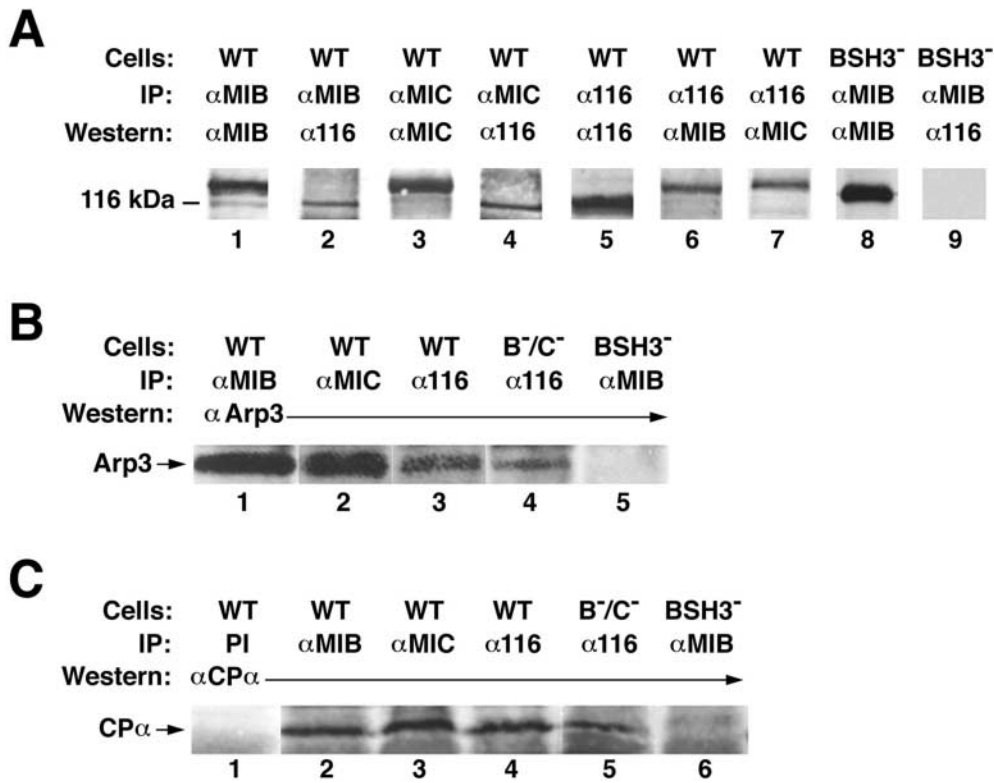 A
Cells: WT WT WT WT WT WT WT BSH3⁻ BSH3⁻
IP: αMIB αMIB αMIC αMIC α116 α116 α116 αMIB αMIB
Western: αMIB α116 αMIC α116 α116 αMIB αMIC αMIB α116
116 kDa
1 2 3 4 5 6 7 8 9
B
Cells: WT WT WT B⁻/C⁻ BSH3⁻
IP: αMIB αMIC α116 α116 αMIB
Western: α Arp3
Arp3
1 2 3 4 5
C
Cells: WT WT WT WT B⁻/C⁻ BSH3⁻
IP: PI αMIB αMIC α116 α116 αMIB
Western: αCPα
CPα
1 2 3 4 5 6